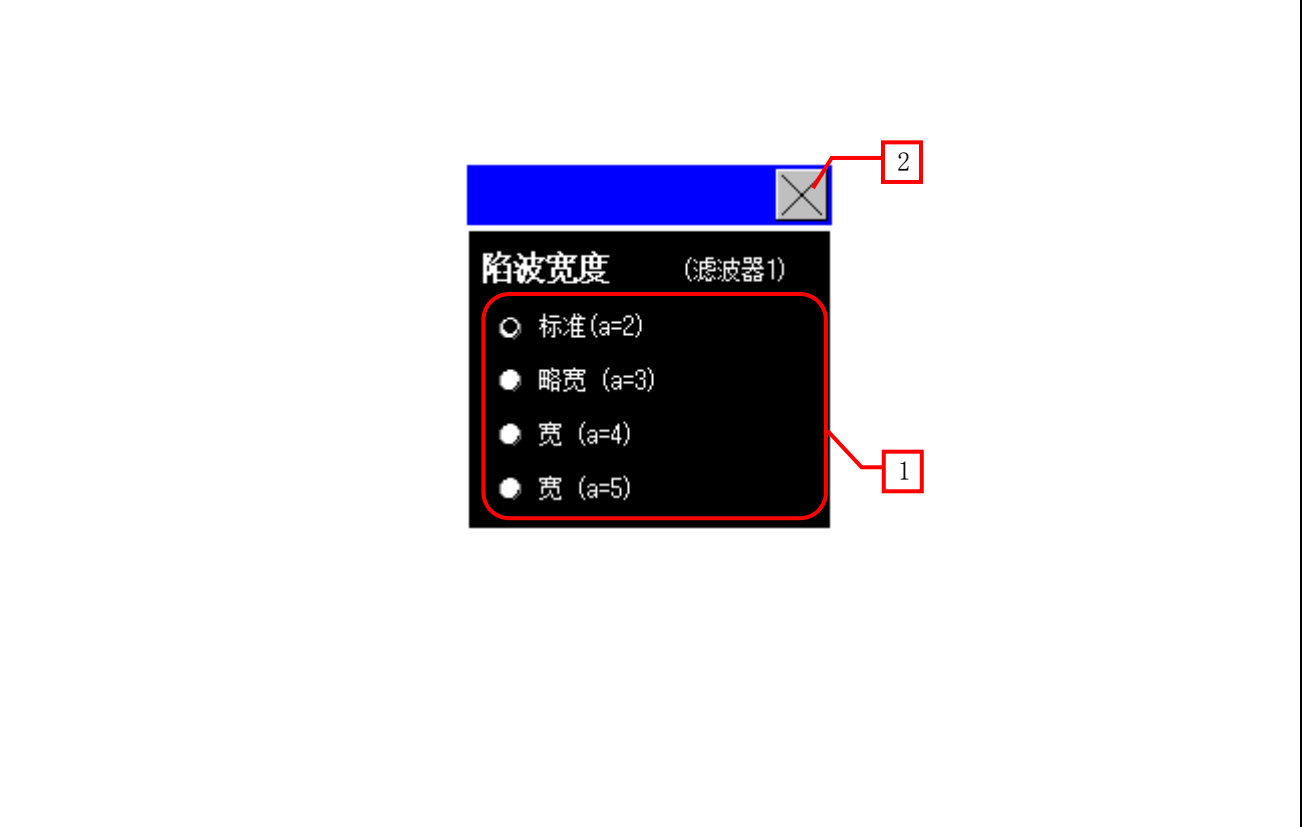 2
陷波宽度 (滤波器1)
标准(a=2)
略宽 (a=3)
宽 (a=4)
宽 (a=5)
1